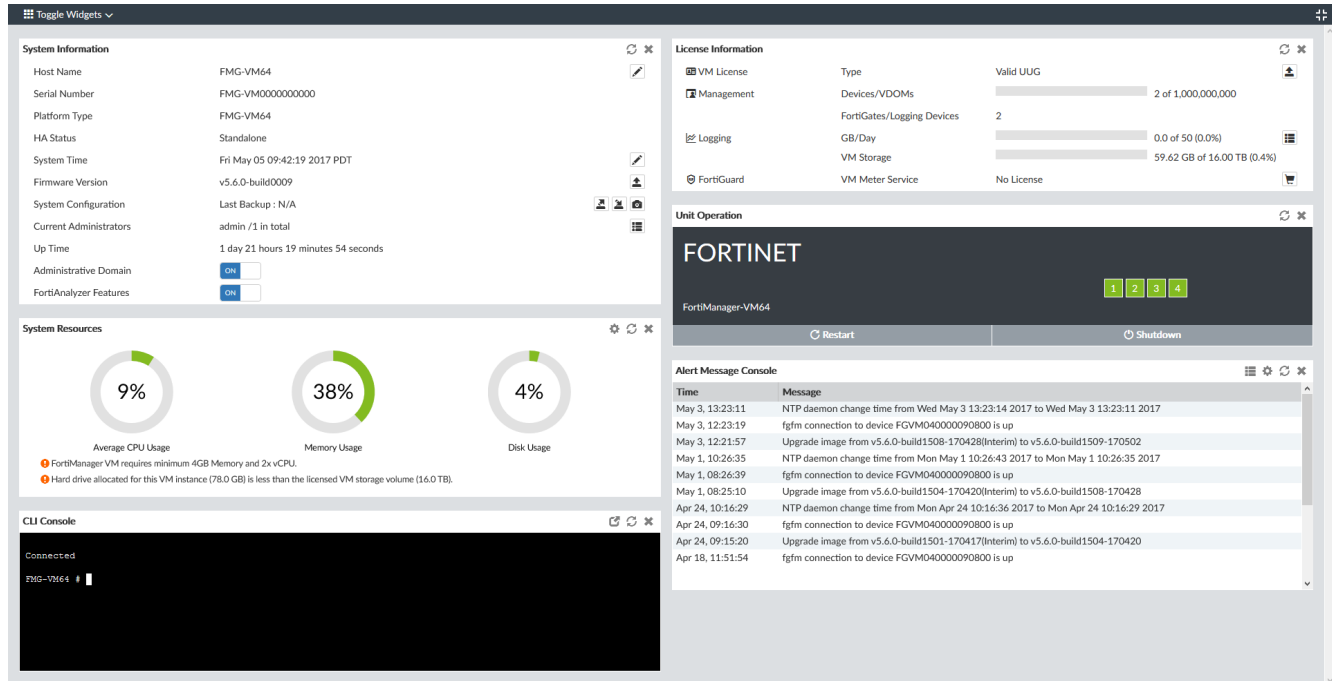 Toggle Widgets
System Information
Host Name FMG-VM64
Serial Number FMG-VM0000000000
Platform Type FMG-VM64
HA Status Standalone
System Time Fri May 05 09:42:19 2017 PDT
Firmware Version v5.6.0-build0009
System Configuration Last Backup : N/A
Current Administrators admin /1 in total
Up Time 1 day 21 hours 19 minutes 54 seconds
Administrative Domain ON
FortiAnalyzer Features ON
System Resources
9% 38% 4%
Average CPU Usage Memory Usage Disk Usage
FortiManager VM requires minimum 4GB Memory and 2x vCPU.
Hard drive allocated for this VM instance (78.0 GB) is less than the licensed VM storage volume (16.0 TB).
CLI Console
Connected
FMG-VM64 #
License Information
VM License Type Valid UUG
Management Devices/VDOMs 2 of 1,000,000,000
FortiGates/Logging Devices 2
Logging GB/Day 0.0 of 50 (0.0%)
VM Storage 59.62 GB of 16.00 TB (0.4%)
FortiGuard VM Meter Service No License
Unit Operation
FORTINET
1 2 3 4
FortiManager-VM64
Restart Shutdown
Alert Message Console
Time Message
May 3, 13:23:11 NTP daemon change time from Wed May 3 13:23:14 2017 to Wed May 3 13:23:11 2017
May 3, 12:23:19 fgfm connection to device FGVM040000090800 is up
May 3, 12:21:57 Upgrade image from v5.6.0-build1508-170428(Interim) to v5.6.0-build1509-170502
May 1, 10:26:35 NTP daemon change time from Mon May 1 10:26:43 2017 to Mon May 1 10:26:35 2017
May 1, 08:26:39 fgfm connection to device FGVM040000090800 is up
May 1, 08:25:10 Upgrade image from v5.6.0-build1504-170420(Interim) to v5.6.0-build1508-170428
Apr 24, 10:16:29 NTP daemon change time from Mon Apr 24 10:16:36 2017 to Mon Apr 24 10:16:29 2017
Apr 24, 09:16:30 fgfm connection to device FGVM040000090800 is up
Apr 24, 09:15:20 Upgrade image from v5.6.0-build1501-170417(Interim) to v5.6.0-build1504-170420
Apr 18, 11:51:54 fgfm connection to device FGVM040000090800 is up